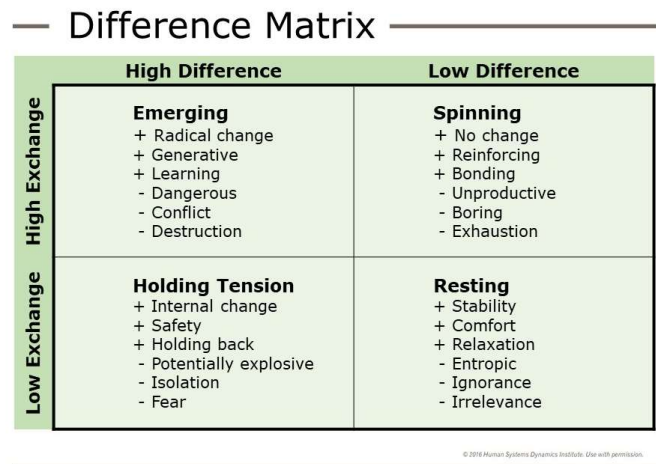 Difference Matrix
High Difference
Low Difference
High Exchange
Emerging
+ Radical change
+ Generative
+ Learning
- Dangerous
- Conflict
- Destruction
Spinning
+ No change
+ Reinforcing
+ Bonding
- Unproductive
- Boring
- Exhaustion
Low Exchange
Holding Tension
+ Internal change
+ Safety
+ Holding back
- Potentially explosive
- Isolation
- Fear
Resting
+ Stability
+ Comfort
+ Relaxation
- Entropic
- Ignorance
- Irrelevance
© 2016 Human Systems Dynamics Institute. Use with permission.